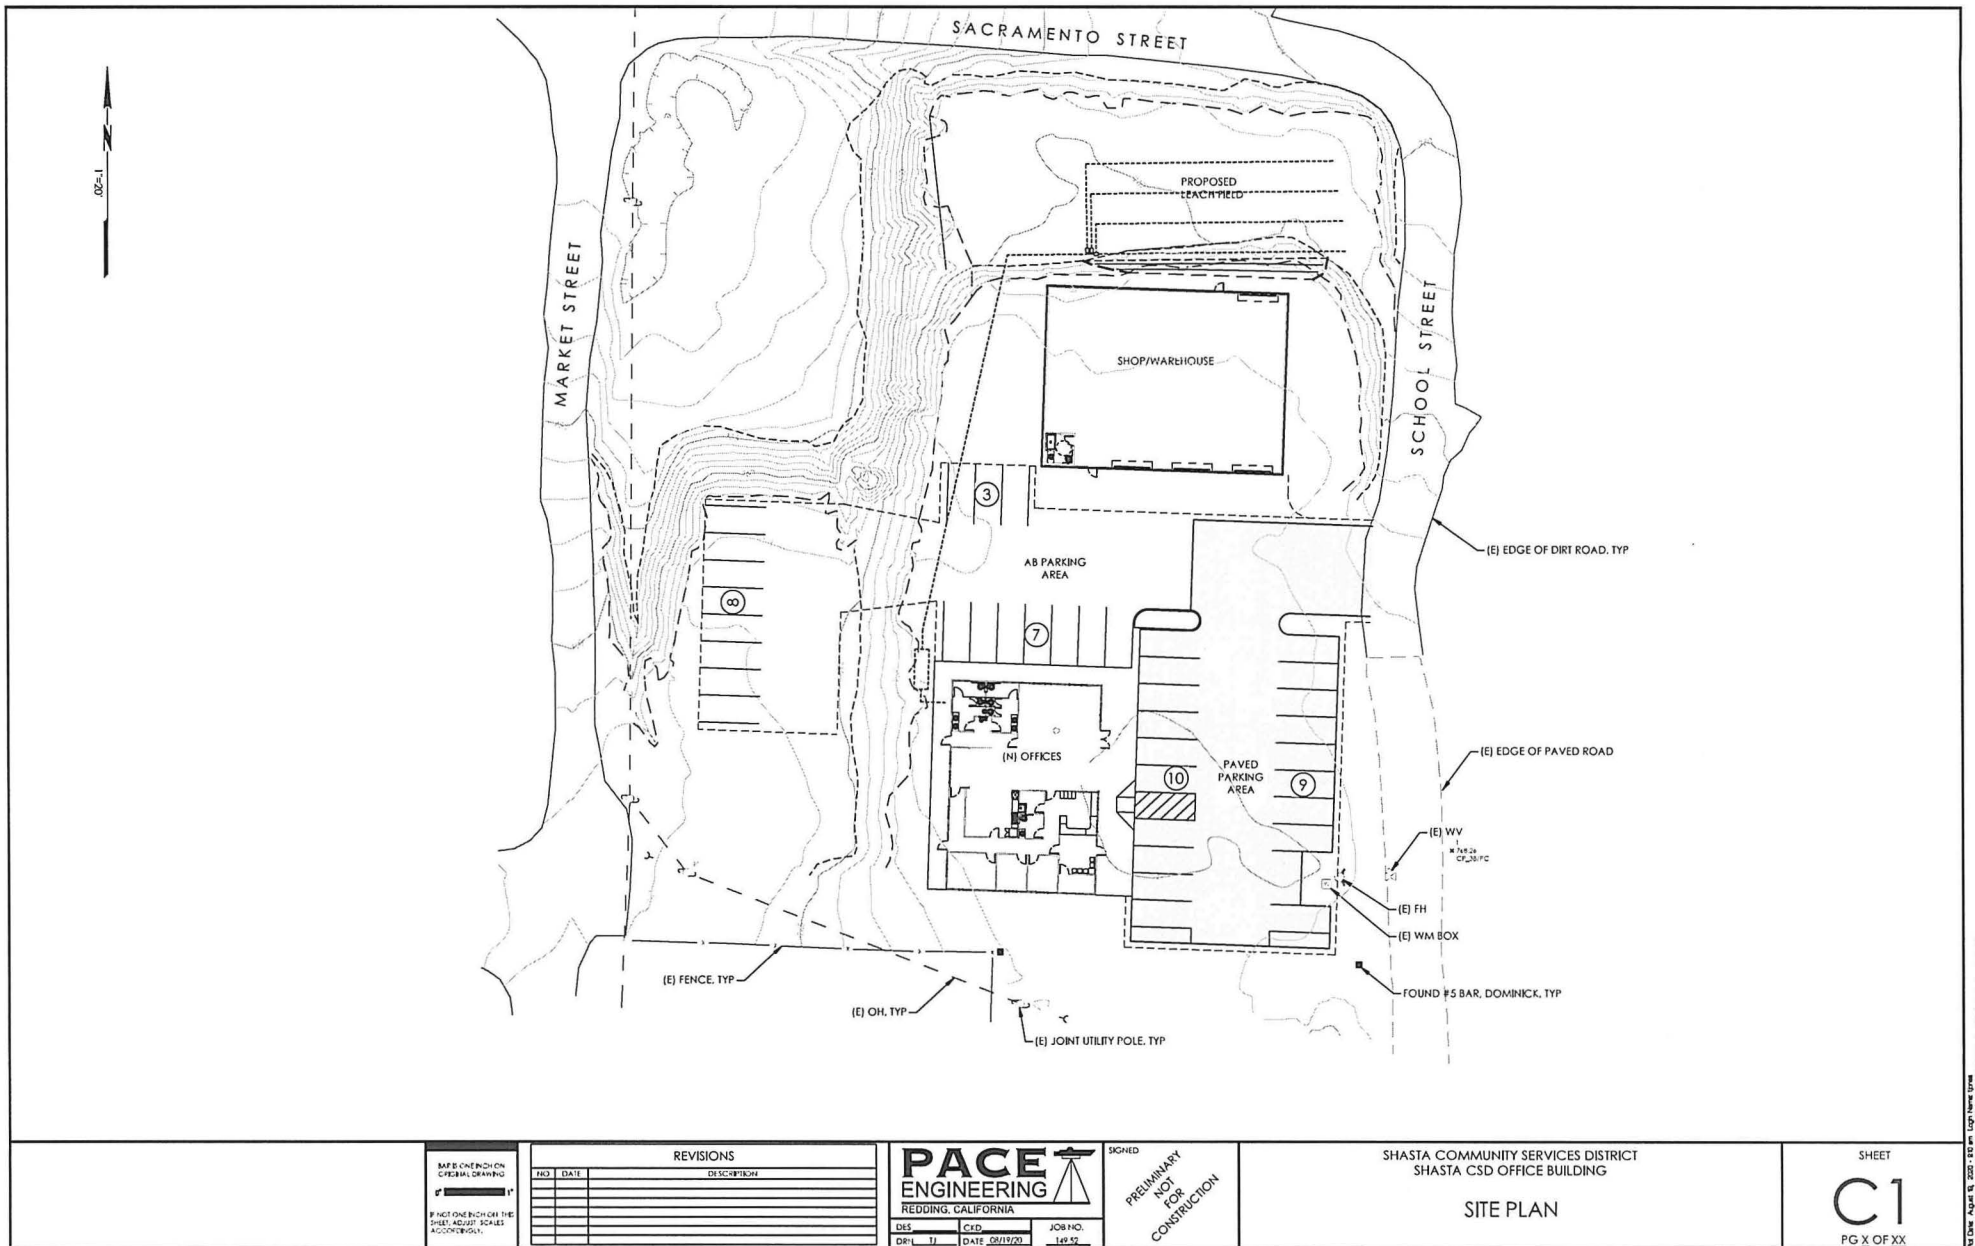 SACRAMENTO STREET
N
1"=20'
PROPOSED
LEACH FIELD
MARKET STREET
SCHOOL STREET
SHOP/WAREHOUSE
3
(E) EDGE OF DIRT ROAD, TYP
AB PARKING
AREA
8
7
(E) EDGE OF PAVED ROAD
(N) OFFICES
PAVED
PARKING
AREA
10
9
(E) WV
(E) FH
(E) WM BOX
(E) FENCE, TYP
FOUND #5 BAR, DOMINICK, TYP
(E) OH, TYP
(E) JOINT UTILITY POLE, TYP
BAR IS ONE INCH ON
ORIGINAL DRAWING
0" 1"
IF NOT ONE INCH ON THIS
SHEET, ADJUST SCALES
ACCORDINGLY.
REVISIONS
NO DATE DESCRIPTION
PACE
ENGINEERING
REDDING, CALIFORNIA
DES CKD JOB NO.
DRN TJ DATE 08/19/20 149.52
SIGNED
PRELIMINARY
NOT
FOR
CONSTRUCTION
SHASTA COMMUNITY SERVICES DISTRICT
SHASTA CSD OFFICE BUILDING
SITE PLAN
SHEET
C1
PG X OF XX